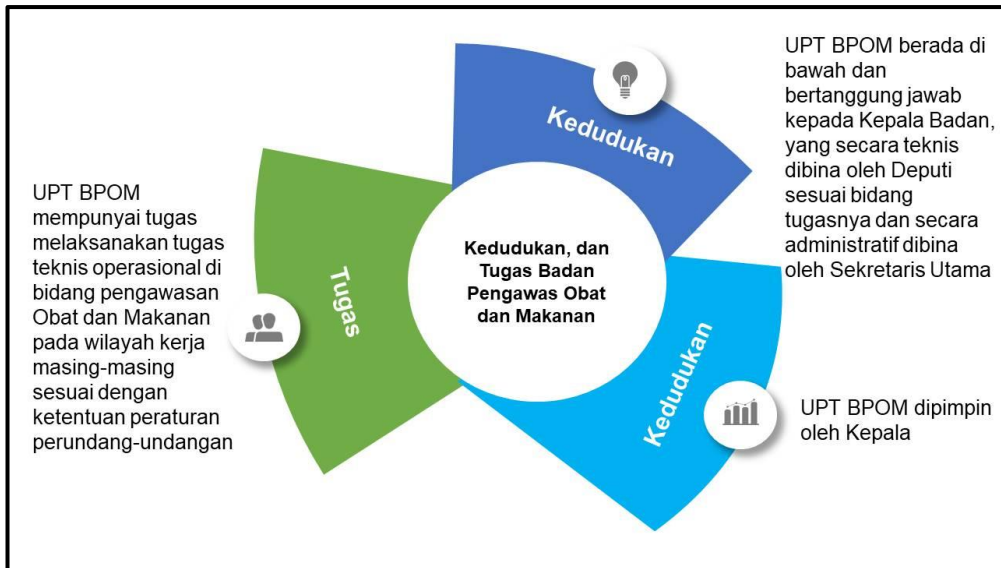 UPT BPOM berada di
bawah dan
bertanggung jawab
kepada Kepala Badan,
yang secara teknis
dibina oleh Deputi
sesuai bidang
tugasnya dan secara
administratif dibina
oleh Sekretaris Utama
Kedudukan
UPT BPOM
mempunyai tugas
melaksanakan tugas
teknis operasional di
bidang pengawasan
Obat dan Makanan
pada wilayah kerja
masing-masing
sesuai dengan
ketentuan peraturan
perundang-undangan
Tugas
Kedudukan, dan
Tugas Badan
Pengawas Obat
dan Makanan
Kedudukan
UPT BPOM dipimpin
oleh Kepala